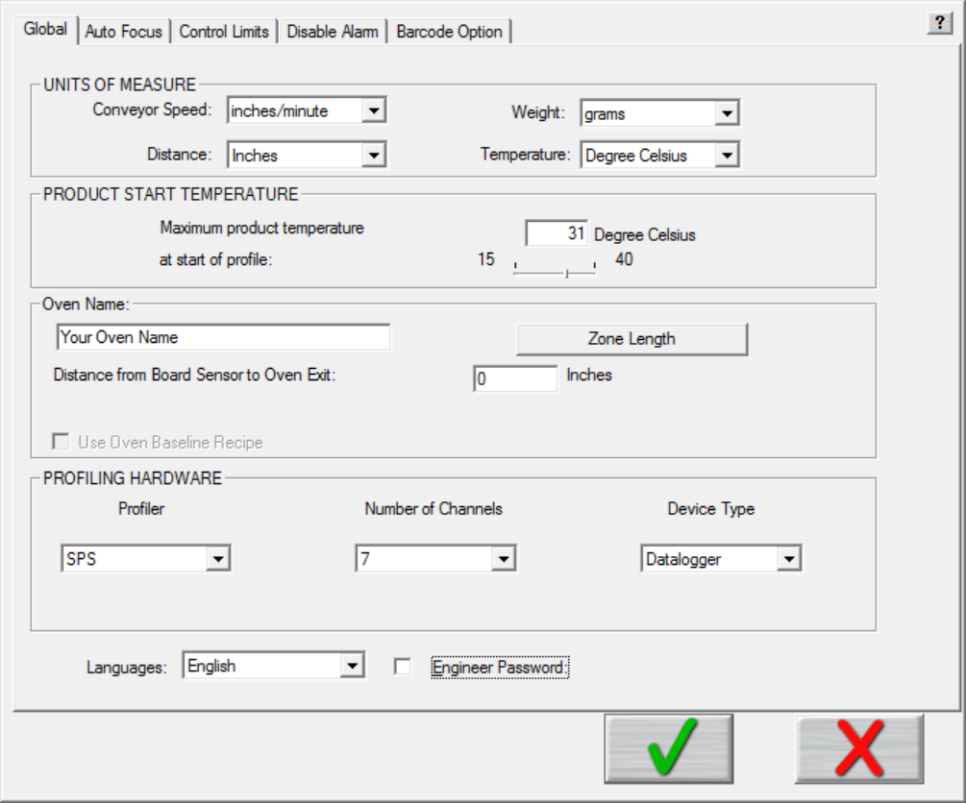 Global Auto Focus Control Limits Disable Alarm Barcode Option ?
UNITS OF MEASURE
Conveyor Speed: inches/minute Weight: grams
Distance: Inches Temperature: Degree Celsius
PRODUCT START TEMPERATURE
Maximum product temperature 31 Degree Celsius
at start of profile: 15 40
Oven Name:
Your Oven Name Zone Length
Distance from Board Sensor to Oven Exit: 0 Inches
Use Oven Baseline Recipe
PROFILING HARDWARE
Profiler Number of Channels Device Type
SPS 7 Datalogger
Languages: English Engineer Password: